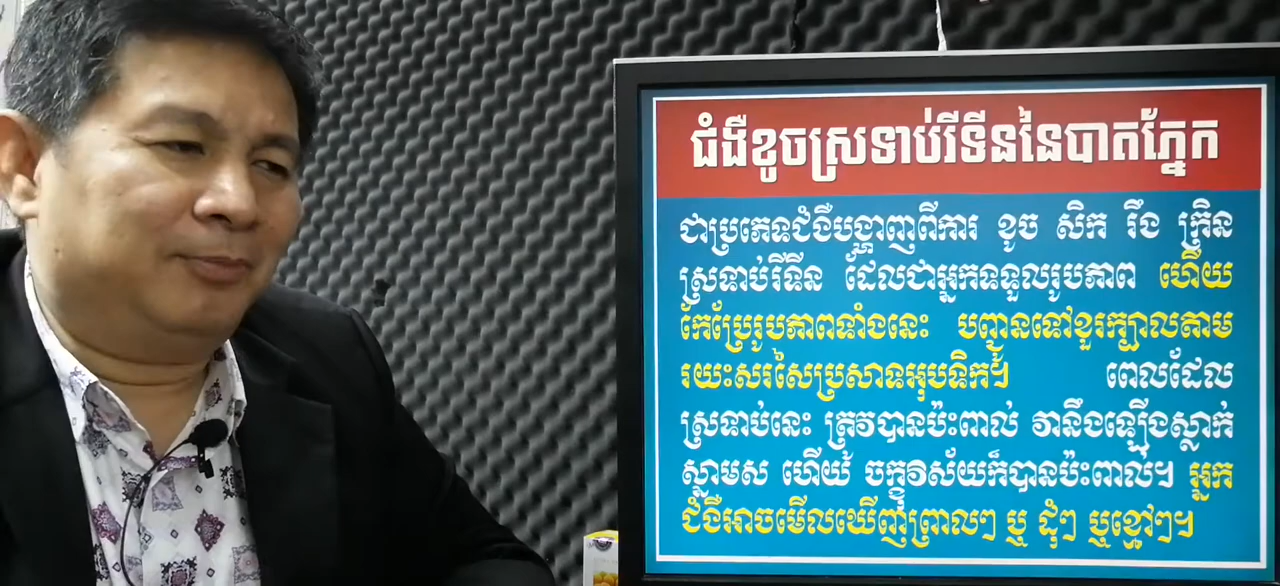 ជំងឺខូចស្រទាប់រីទីននៃបាតភ្នែក
ជាប្រភេទជំងឺបង្ហាញពីការ ខូច សឹក រឹង ក្រិន
ស្រទាប់រីទីន ដែលជាអ្នកទទួលរូបភាព ហើយ
កែប្រែរូបភាពទាំងនេះ បញ្ជូនទៅខួរក្បាលតាម
រយះសរសៃប្រសាទអុបទិក។ ពេលដែល
ស្រទាប់នេះ ត្រូវបានប៉ះពាល់ វានឹងឡើងស្លាក់
ស្នាមស ហើយ ចក្ខុវិស័យក៏បានប៉ះពាល់។ អ្នក
ជំងឺអាចមើលឃើញព្រាលៗ ឬ ដុំៗ ឬខ្មៅៗ។